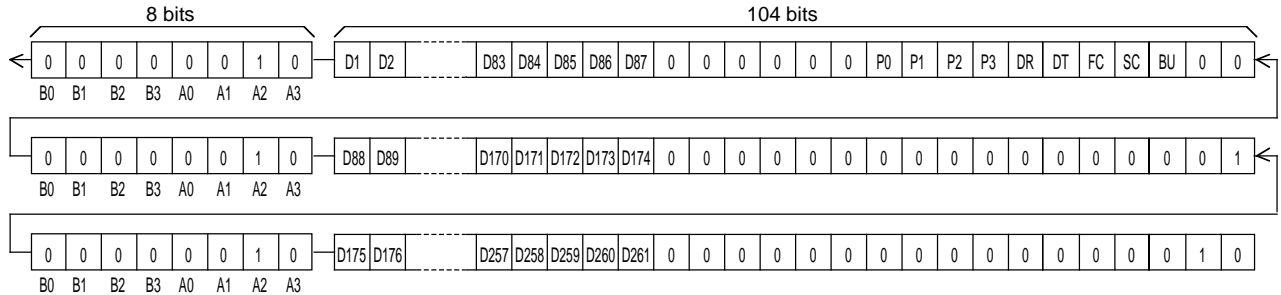 8 bits 104 bits
0 0 0 0 0 0 1 0 D1 D2 D83 D84 D85 D86 D87 0 0 0 0 0 0 P0 P1 P2 P3 DR DT FC SC BU 0 0
B0 B1 B2 B3 A0 A1 A2 A3
0 0 0 0 0 0 1 0 D88 D89 D170 D171 D172 D173 D174 0 0 0 0 0 0 0 0 0 0 0 0 0 0 0 0 1
B0 B1 B2 B3 A0 A1 A2 A3
0 0 0 0 0 0 1 0 D175 D176 D257 D258 D259 D260 D261 0 0 0 0 0 0 0 0 0 0 0 0 0 0 0 1 0
B0 B1 B2 B3 A0 A1 A2 A3